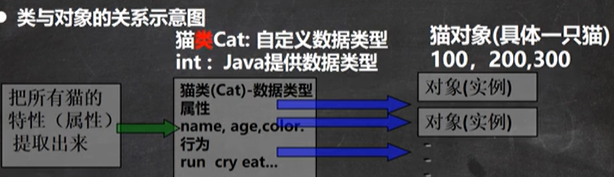 ● 类与对象的关系示意图
猫类Cat: 自定义数据类型
int： Java提供数据类型
猫对象(具体一只猫)
100，200,300
把所有猫的
特性（属性）
提取出来
猫类(Cat)-数据类型
属性
name, age,color.
行为
run cry eat...
对象(实例)
对象(实例)